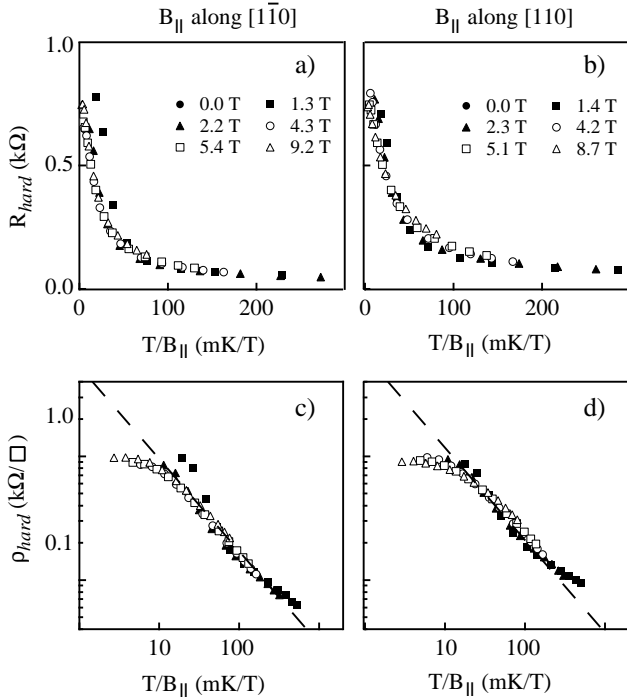 B∥ along [11̄0]
B∥ along [110]
1.0
0.5
0.0
R_hard (kΩ)
a)
0.0 T 1.3 T
2.2 T 4.3 T
5.4 T 9.2 T
0 100 200
T/B∥ (mK/T)
b)
0.0 T 1.4 T
2.3 T 4.2 T
5.1 T 8.7 T
0 100 200
T/B∥ (mK/T)
1.0
0.1
ρ_hard (kΩ/□)
c)
10 100
T/B∥ (mK/T)
d)
10 100
T/B∥ (mK/T)